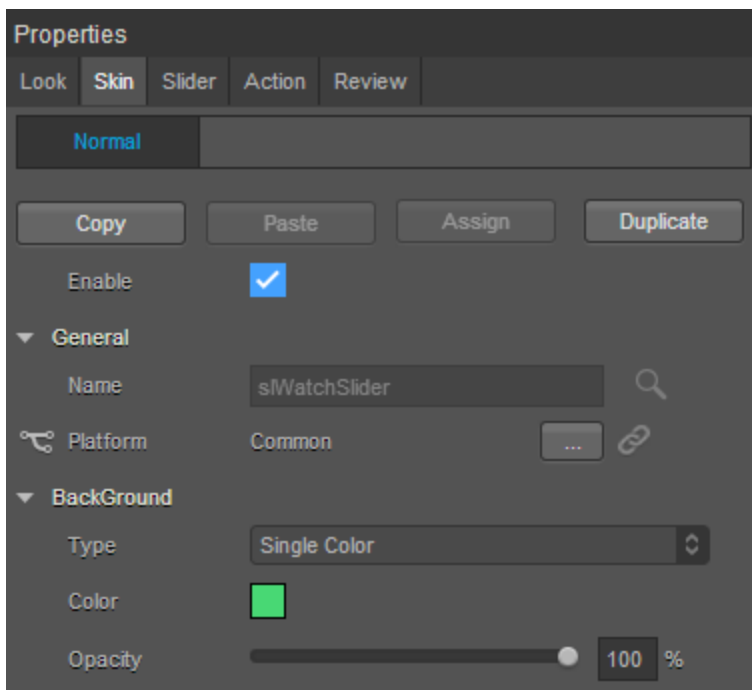 Properties
Look Skin Slider Action Review
Normal
Copy Paste Assign Duplicate
Enable
General
Name slWatchSlider
Platform Common ...
BackGround
Type Single Color
Color
Opacity 100 %